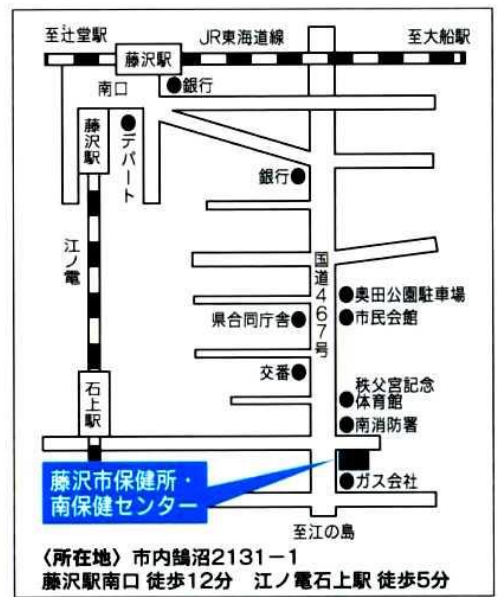 至辻堂駅
JR東海道線
至大船駅
藤沢駅
南口
銀行
藤沢駅
デパート
銀行
江ノ電
国道467号
奥田公園駐車場
県合同庁舎
市民会館
交番
秩父宮記念
体育館
石上駅
南消防署
藤沢市保健所・
南保健センター
ガス会社
至江の島
〈所在地〉市内鵠沼2131−1
藤沢駅南口 徒歩12分 江ノ電石上駅 徒歩5分